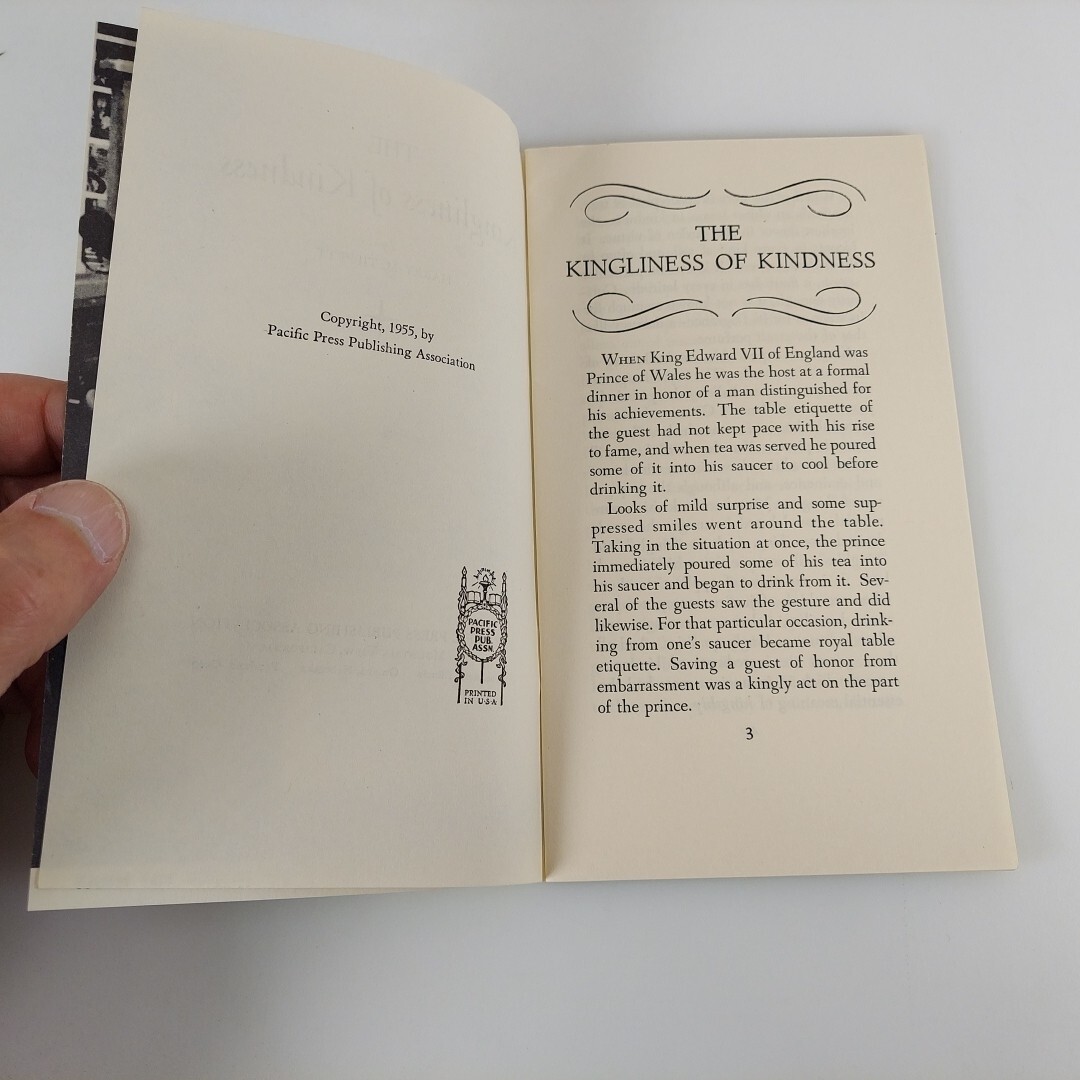 Copyright, 1955, by
Pacific Press Publishing Association
PACIFIC
PRESS
PUB.
ASSN.
PRINTED
IN U·S·A
THE
KINGLINESS OF KINDNESS
WHEN King Edward VII of England was
Prince of Wales he was the host at a formal
dinner in honor of a man distinguished for
his achievements. The table etiquette of
the guest had not kept pace with his rise
to fame, and when tea was served he poured
some of it into his saucer to cool before
drinking it.
Looks of mild surprise and some sup-
pressed smiles went around the table.
Taking in the situation at once, the prince
immediately poured some of his tea into
his saucer and began to drink from it. Sev-
eral of the guests saw the gesture and did
likewise. For that particular occasion, drink-
ing from one's saucer became royal table
etiquette. Saving a guest of honor from
embarrassment was a kingly act on the part
of the prince.
3